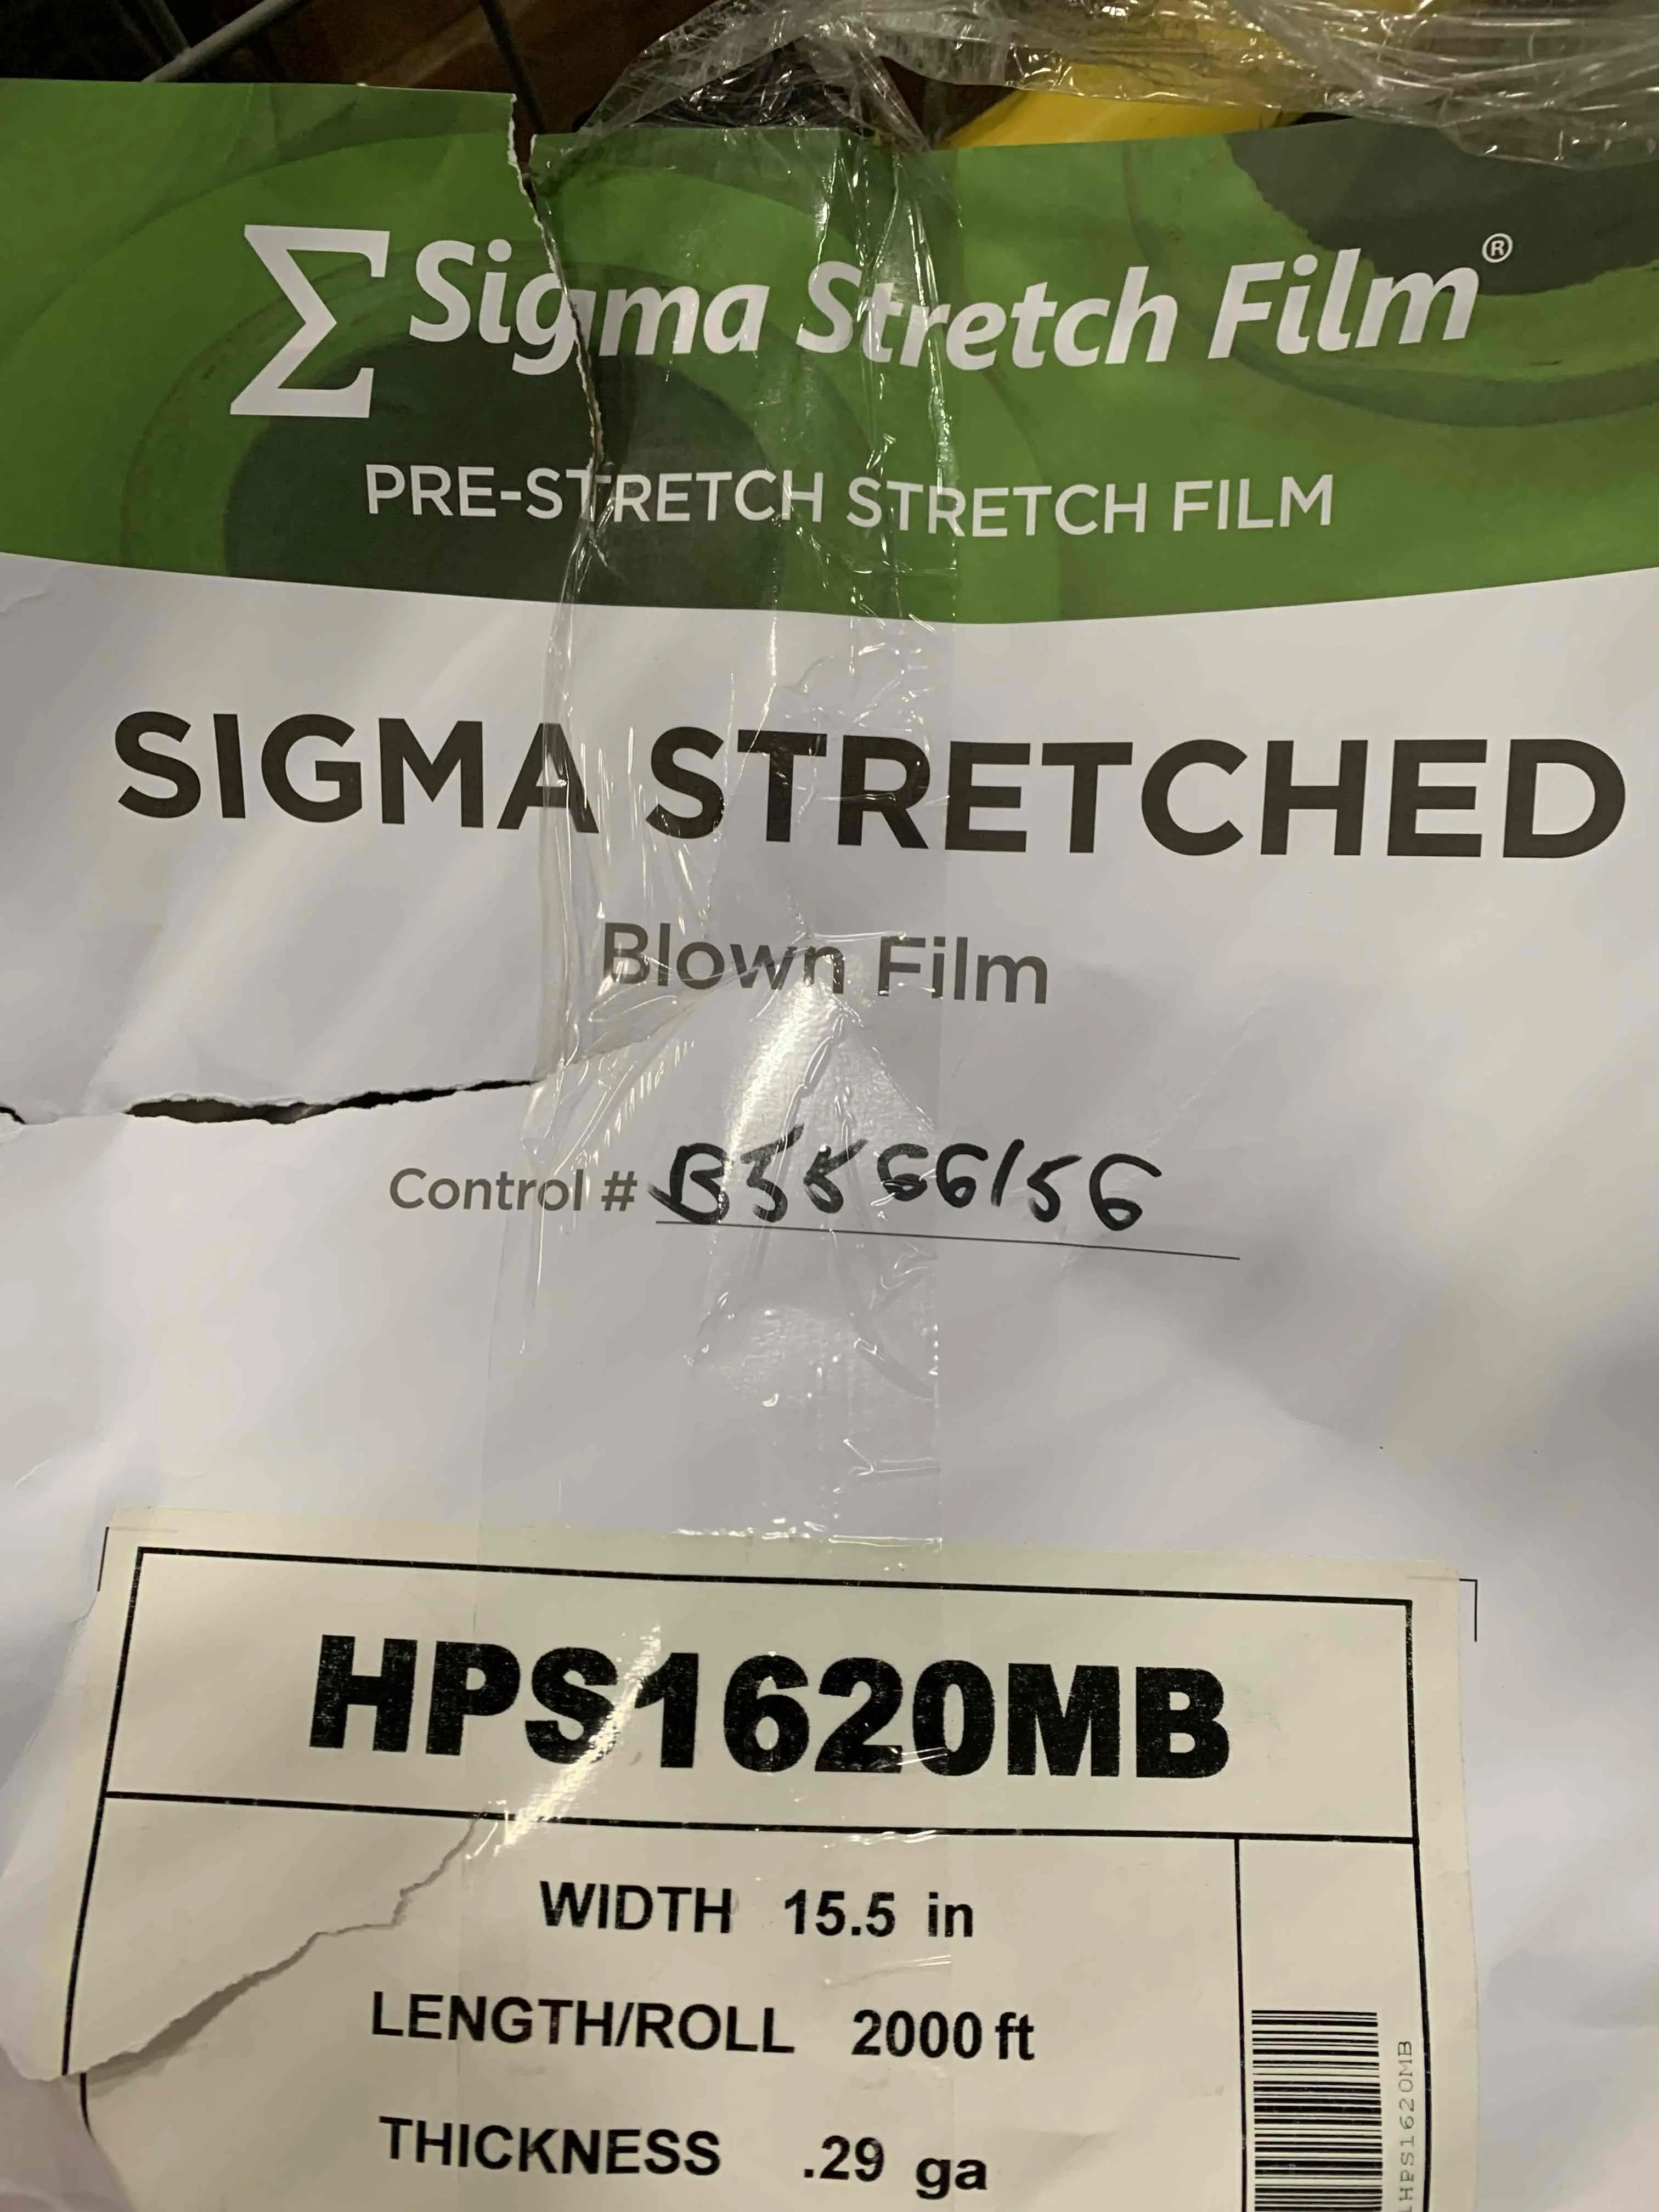 Σ Sigma Stretch Film®
PRE-STRETCH STRETCH FILM
SIGMA STRETCHED
Blown Film
Control #
HPS1620MB
WIDTH 15.5 in
LENGTH/ROLL 2000 ft
THICKNESS .29 ga
HPS1620MB